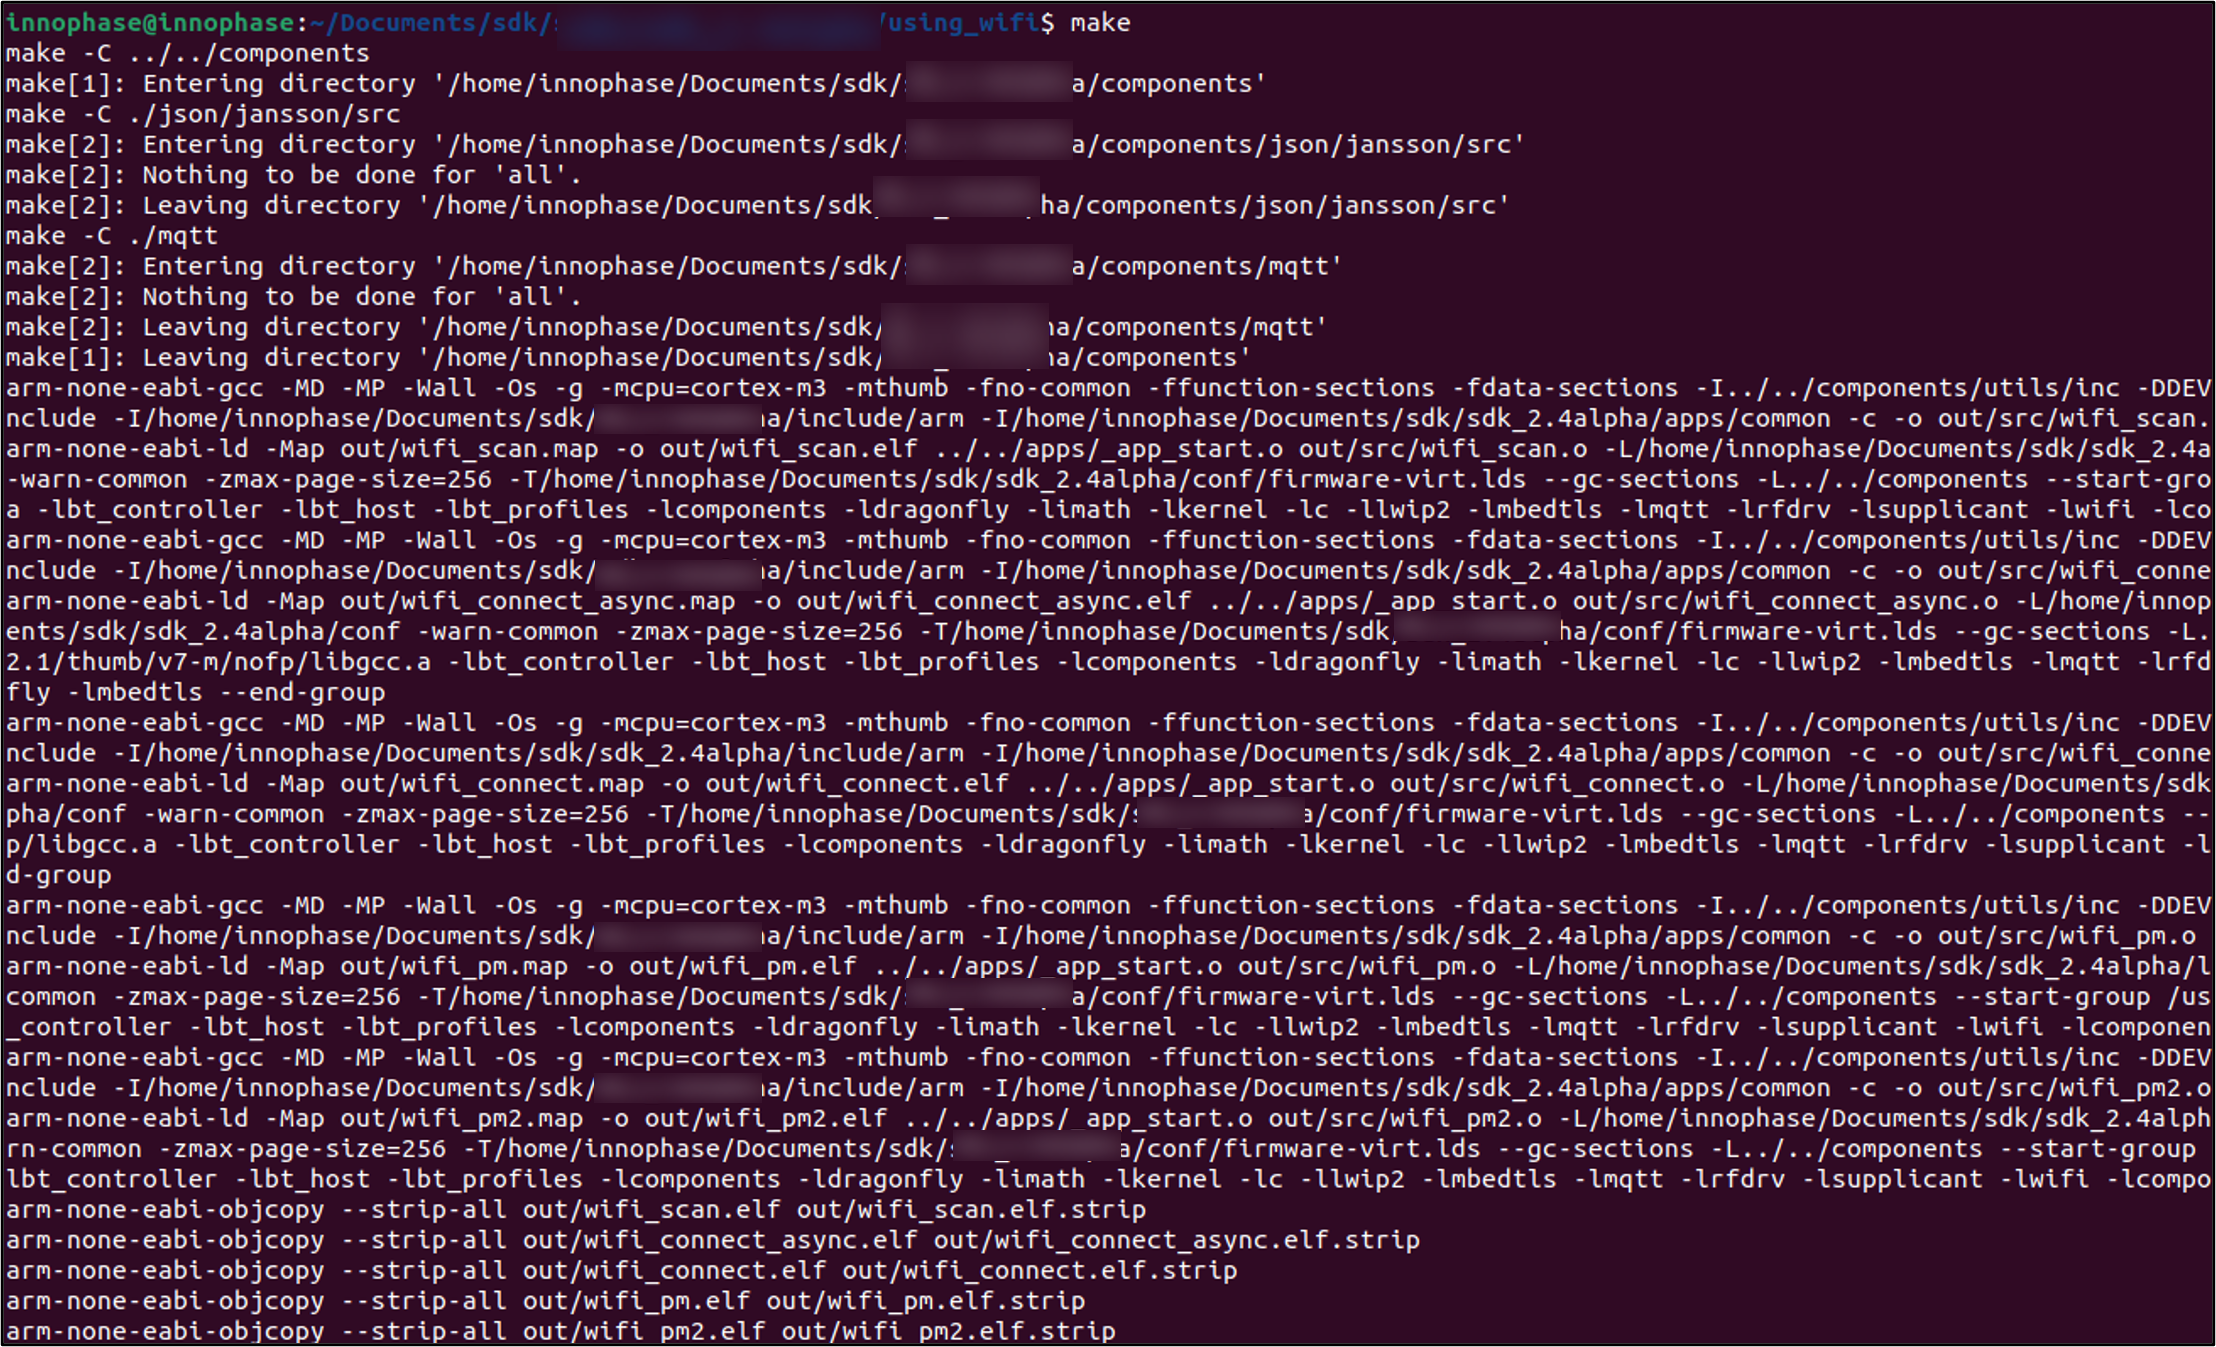 innophase@innophase:~/Documents/sdk/ /using_wifi$ make
make -C ../../components
make[1]: Entering directory '/home/innophase/Documents/sdk/ a/components'
make -C ./json/jansson/src
make[2]: Entering directory '/home/innophase/Documents/sdk/ a/components/json/jansson/src'
make[2]: Nothing to be done for 'all'.
make[2]: Leaving directory '/home/innophase/Documents/sdk/ ha/components/json/jansson/src'
make -C ./mqtt
make[2]: Entering directory '/home/innophase/Documents/sdk/ a/components/mqtt'
make[2]: Nothing to be done for 'all'.
make[2]: Leaving directory '/home/innophase/Documents/sdk/ ha/components/mqtt'
make[1]: Leaving directory '/home/innophase/Documents/sdk/ ha/components'
arm-none-eabi-gcc -MD -MP -Wall -Os -g -mcpu=cortex-m3 -mthumb -fno-common -ffunction-sections -fdata-sections -I../../components/utils/inc -DDEV
nclude -I/home/innophase/Documents/sdk/ ha/include/arm -I/home/innophase/Documents/sdk/sdk_2.4alpha/apps/common -c -o out/src/wifi_scan.
arm-none-eabi-ld -Map out/wifi_scan.map -o out/wifi_scan.elf ../../apps/_app_start.o out/src/wifi_scan.o -L/home/innophase/Documents/sdk/sdk_2.4a
-warn-common -zmax-page-size=256 -T/home/innophase/Documents/sdk/sdk_2.4alpha/conf/firmware-virt.lds --gc-sections -L../../components --start-gro
a -lbt_controller -lbt_host -lbt_profiles -lcomponents -ldragonfly -limath -lkernel -lc -llwip2 -lmbedtls -lmqtt -lrfdrv -lsupplicant -lwifi -lco
arm-none-eabi-gcc -MD -MP -Wall -Os -g -mcpu=cortex-m3 -mthumb -fno-common -ffunction-sections -fdata-sections -I../../components/utils/inc -DDEV
nclude -I/home/innophase/Documents/sdk/ ha/include/arm -I/home/innophase/Documents/sdk/sdk_2.4alpha/apps/common -c -o out/src/wifi_conne
arm-none-eabi-ld -Map out/wifi_connect_async.map -o out/wifi_connect_async.elf ../../apps/_app_start.o out/src/wifi_connect_async.o -L/home/innop
ents/sdk/sdk_2.4alpha/conf -warn-common -zmax-page-size=256 -T/home/innophase/Documents/sdk/ ha/conf/firmware-virt.lds --gc-sections -L.
2.1/thumb/v7-m/nofp/libgcc.a -lbt_controller -lbt_host -lbt_profiles -lcomponents -ldragonfly -limath -lkernel -lc -llwip2 -lmbedtls -lmqtt -lrfd
fly -lmbedtls --end-group
arm-none-eabi-gcc -MD -MP -Wall -Os -g -mcpu=cortex-m3 -mthumb -fno-common -ffunction-sections -fdata-sections -I../../components/utils/inc -DDEV
nclude -I/home/innophase/Documents/sdk/sdk_2.4alpha/include/arm -I/home/innophase/Documents/sdk/sdk_2.4alpha/apps/common -c -o out/src/wifi_conne
arm-none-eabi-ld -Map out/wifi_connect.map -o out/wifi_connect.elf ../../apps/_app_start.o out/src/wifi_connect.o -L/home/innophase/Documents/sdk
pha/conf -warn-common -zmax-page-size=256 -T/home/innophase/Documents/sdk/s a/conf/firmware-virt.lds --gc-sections -L../../components --
p/libgcc.a -lbt_controller -lbt_host -lbt_profiles -lcomponents -ldragonfly -limath -lkernel -lc -llwip2 -lmbedtls -lmqtt -lrfdrv -lsupplicant -l
d-group
arm-none-eabi-gcc -MD -MP -Wall -Os -g -mcpu=cortex-m3 -mthumb -fno-common -ffunction-sections -fdata-sections -I../../components/utils/inc -DDEV
nclude -I/home/innophase/Documents/sdk/ ha/include/arm -I/home/innophase/Documents/sdk/sdk_2.4alpha/apps/common -c -o out/src/wifi_pm.o
arm-none-eabi-ld -Map out/wifi_pm.map -o out/wifi_pm.elf ../../apps/_app_start.o out/src/wifi_pm.o -L/home/innophase/Documents/sdk/sdk_2.4alpha/l
common -zmax-page-size=256 -T/home/innophase/Documents/sdk/ a/conf/firmware-virt.lds --gc-sections -L../../components --start-group /us
_controller -lbt_host -lbt_profiles -lcomponents -ldragonfly -limath -lkernel -lc -llwip2 -lmbedtls -lmqtt -lrfdrv -lsupplicant -lwifi -lcomponen
arm-none-eabi-gcc -MD -MP -Wall -Os -g -mcpu=cortex-m3 -mthumb -fno-common -ffunction-sections -fdata-sections -I../../components/utils/inc -DDEV
nclude -I/home/innophase/Documents/sdk/ ha/include/arm -I/home/innophase/Documents/sdk/sdk_2.4alpha/apps/common -c -o out/src/wifi_pm2.o
arm-none-eabi-ld -Map out/wifi_pm2.map -o out/wifi_pm2.elf ../../apps/_app_start.o out/src/wifi_pm2.o -L/home/innophase/Documents/sdk/sdk_2.4alph
rn-common -zmax-page-size=256 -T/home/innophase/Documents/sdk/s a/conf/firmware-virt.lds --gc-sections -L../../components --start-group
lbt_controller -lbt_host -lbt_profiles -lcomponents -ldragonfly -limath -lkernel -lc -llwip2 -lmbedtls -lmqtt -lrfdrv -lsupplicant -lwifi -lcompo
arm-none-eabi-objcopy --strip-all out/wifi_scan.elf out/wifi_scan.elf.strip
arm-none-eabi-objcopy --strip-all out/wifi_connect_async.elf out/wifi_connect_async.elf.strip
arm-none-eabi-objcopy --strip-all out/wifi_connect.elf out/wifi_connect.elf.strip
arm-none-eabi-objcopy --strip-all out/wifi_pm.elf out/wifi_pm.elf.strip
arm-none-eabi-objcopy --strip-all out/wifi_pm2.elf out/wifi_pm2.elf.strip